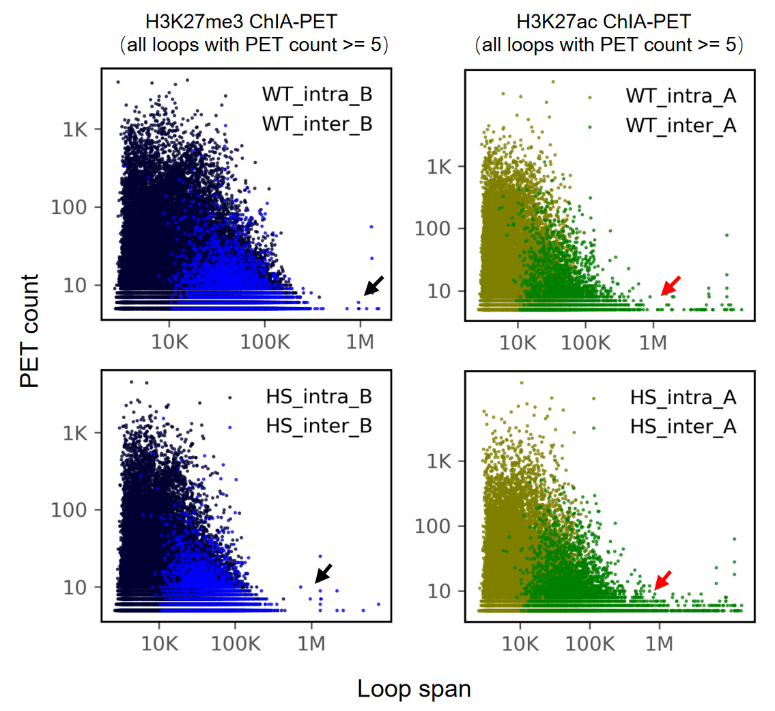 H3K27me3 ChIA-PET
（all loops with PET count >= 5）
H3K27ac ChIA-PET
（all loops with PET count >= 5）
WT_intra_B
WT_inter_B
1K
100
10
10K 100K 1M
WT_intra_A
WT_inter_A
1K
100
10
10K 100K 1M
PET count
HS_intra_B
HS_inter_B
1K
100
10
10K 100K 1M
HS_intra_A
HS_inter_A
1K
100
10
10K 100K 1M
Loop span